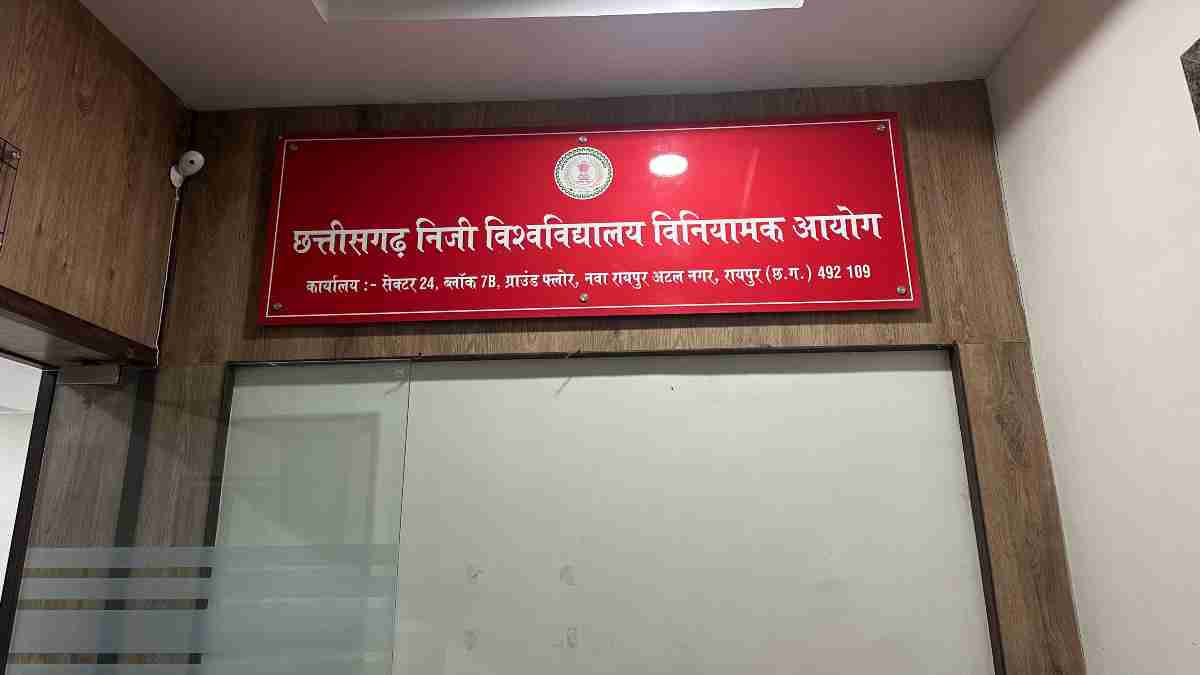 छत्तीसगढ़ निजी विश्वविद्यालय विनियामक आयोग
कार्यालय :- सेक्टर 24, ब्लॉक 7B, ग्राउंड फ्लोर, नवा रायपुर अटल नगर, रायपुर (छ.ग.) 492 109